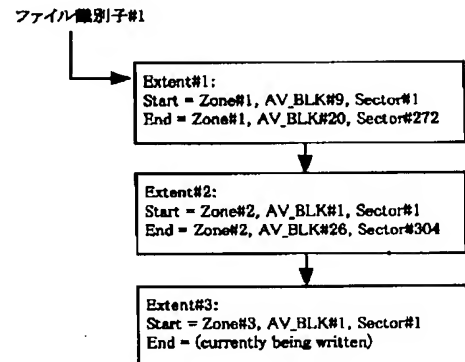 ファイル識別子#1
Extent#1:
Start = Zone#1, AV_BLK#9, Sector#1
End = Zone#1, AV_BLK#20, Sector#272
Extent#2:
Start = Zone#2, AV_BLK#1, Sector#1
End = Zone#2, AV_BLK#26, Sector#304
Extent#3:
Start = Zone#3, AV_BLK#1, Sector#1
End = (currently being written)